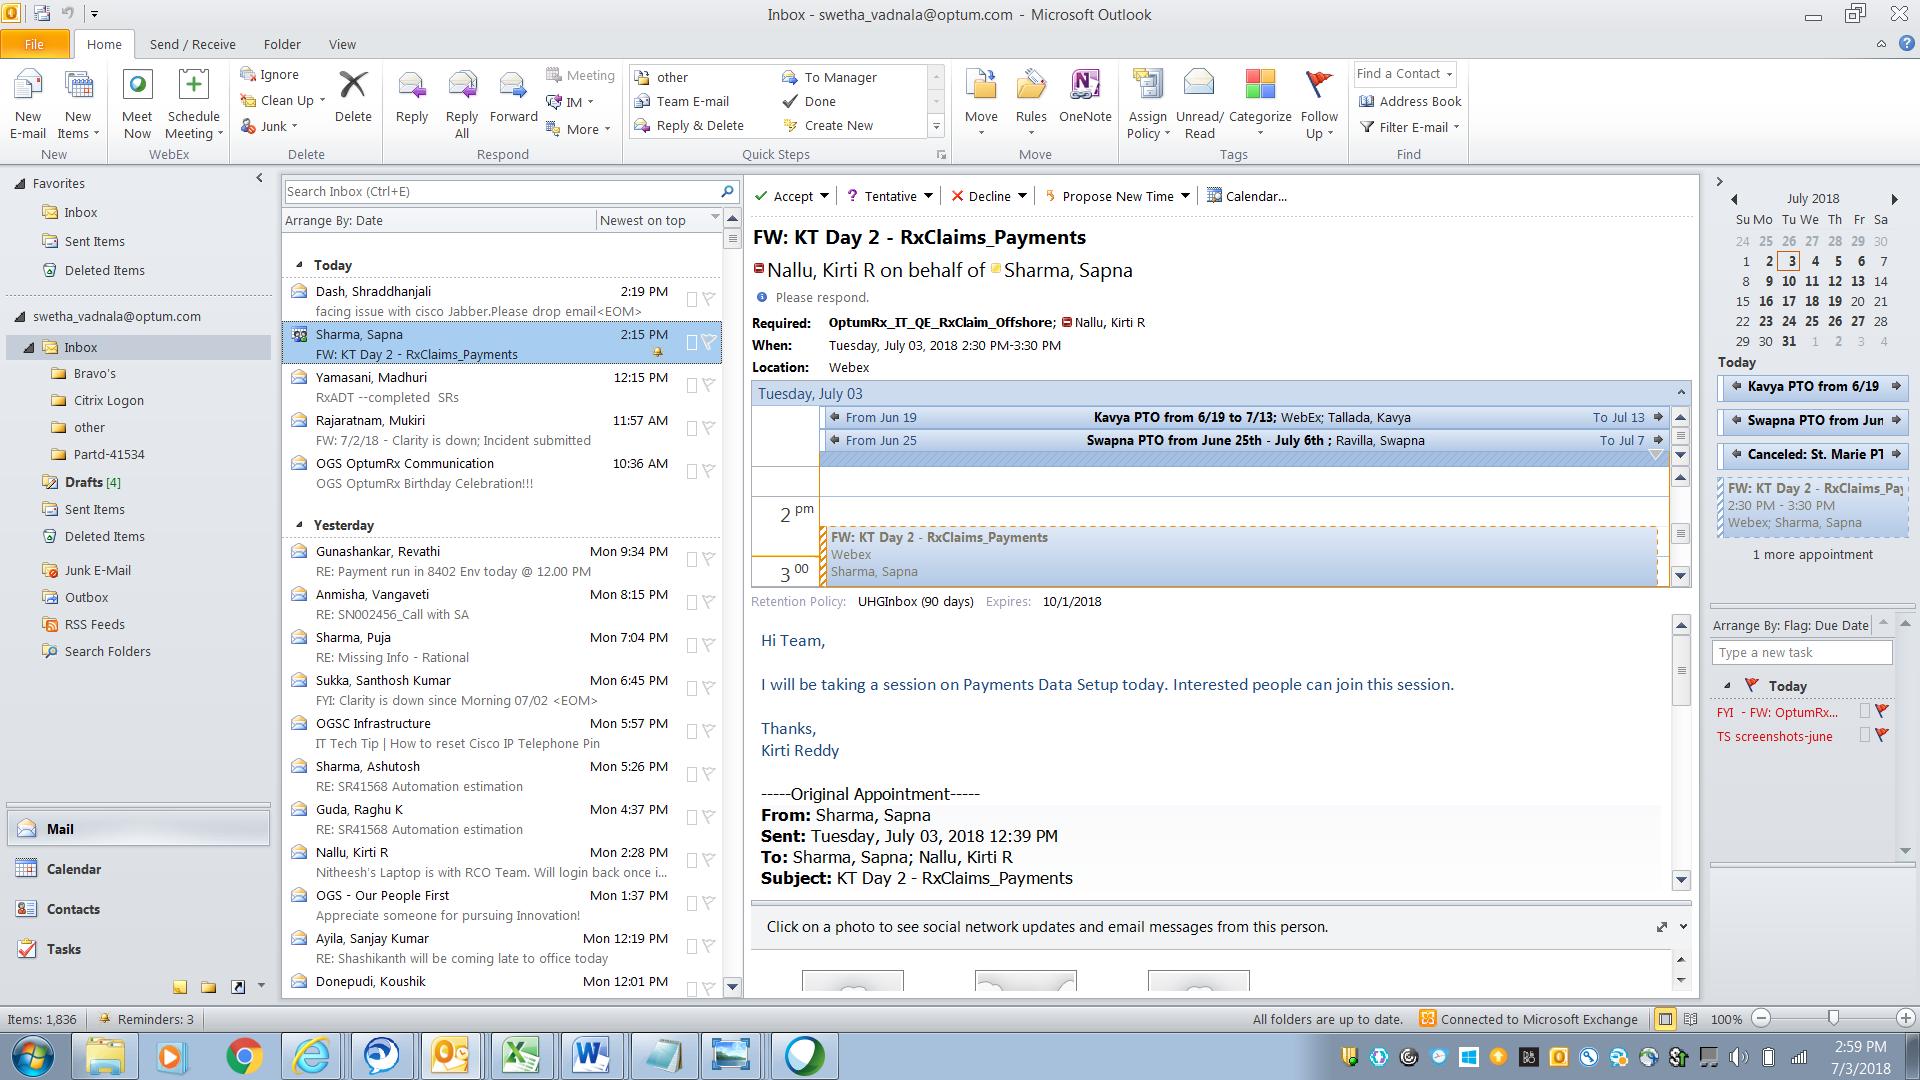 Inbox - swetha_vadnala@optum.com - Microsoft Outlook
File Home Send / Receive Folder View
New E-mail
New Items
New
Meet Now
Schedule Meeting
WebEx
Ignore
Clean Up
Junk
Delete
Delete
Reply
Reply All
Forward
Meeting
IM
More
Respond
other
Team E-mail
Reply & Delete
To Manager
Done
Create New
Quick Steps
Move
Rules
OneNote
Move
Assign Policy
Unread/ Read
Categorize
Follow Up
Tags
Find a Contact
Address Book
Filter E-mail
Find
Favorites
Inbox
Sent Items
Deleted Items
swetha_vadnala@optum.com
Inbox
Bravo's
Citrix Logon
other
Partd-41534
Drafts [4]
Sent Items
Deleted Items
Junk E-Mail
Outbox
RSS Feeds
Search Folders
Mail
Calendar
Contacts
Tasks
Search Inbox (Ctrl+E)
Arrange By: Date Newest on top
Today
Dash, Shraddhanjali 2:19 PM
facing issue with cisco Jabber.Please drop email<EOM>
Sharma, Sapna 2:15 PM
FW: KT Day 2 - RxClaims_Payments
Yamasani, Madhuri 12:15 PM
RxADT --completed SRs
Rajaratnam, Mukiri 11:57 AM
FW: 7/2/18 - Clarity is down; Incident submitted
OGS OptumRx Communication 10:36 AM
OGS OptumRx Birthday Celebration!!!
Yesterday
Gunashankar, Revathi Mon 9:34 PM
RE: Payment run in 8402 Env today @ 12.00 PM
Anmisha, Vangaveti Mon 8:15 PM
RE: SN002456_Call with SA
Sharma, Puja Mon 7:04 PM
RE: Missing Info - Rational
Sukka, Santhosh Kumar Mon 6:45 PM
FYI: Clarity is down since Morning 07/02 <EOM>
OGSC Infrastructure Mon 5:57 PM
IT Tech Tip | How to reset Cisco IP Telephone Pin
Sharma, Ashutosh Mon 5:26 PM
RE: SR41568 Automation estimation
Guda, Raghu K Mon 4:37 PM
RE: SR41568 Automation estimation
Nallu, Kirti R Mon 2:28 PM
Nitheesh's Laptop is with RCO Team. Will login back once i...
OGS - Our People First Mon 1:37 PM
Appreciate someone for pursuing Innovation!
Ayila, Sanjay Kumar Mon 12:19 PM
RE: Shashikanth will be coming late to office today
Donepudi, Koushik Mon 12:01 PM
Accept Tentative Decline Propose New Time Calendar...
FW: KT Day 2 - RxClaims_Payments
Nallu, Kirti R on behalf of Sharma, Sapna
Please respond.
Required: OptumRx_IT_QE_RxClaim_Offshore; Nallu, Kirti R
When: Tuesday, July 03, 2018 2:30 PM-3:30 PM
Location: Webex
Tuesday, July 03
From Jun 19 Kavya PTO from 6/19 to 7/13; WebEx; Tallada, Kavya To Jul 13
From Jun 25 Swapna PTO from June 25th - July 6th ; Ravilla, Swapna To Jul 7
2 pm
FW: KT Day 2 - RxClaims_Payments
Webex
3 00
Sharma, Sapna
Retention Policy: UHGInbox (90 days) Expires: 10/1/2018
Hi Team,
I will be taking a session on Payments Data Setup today. Interested people can join this session.
Thanks,
Kirti Reddy
-----Original Appointment-----
From: Sharma, Sapna
Sent: Tuesday, July 03, 2018 12:39 PM
To: Sharma, Sapna; Nallu, Kirti R
Subject: KT Day 2 - RxClaims_Payments
Click on a photo to see social network updates and email messages from this person.
July 2018
Su Mo Tu We Th Fr Sa
24 25 26 27 28 29 30
1 2 3 4 5 6 7
8 9 10 11 12 13 14
15 16 17 18 19 20 21
22 23 24 25 26 27 28
29 30 31 1 2 3 4
Today
Kavya PTO from 6/19
Swapna PTO from Jun
Canceled: St. Marie PT
FW: KT Day 2 - RxClaims_Pay
2:30 PM - 3:30 PM
Webex; Sharma, Sapna
1 more appointment
Arrange By: Flag: Due Date
Type a new task
Today
FYI - FW: OptumRx...
TS screenshots-june
Items: 1,836 Reminders: 3 All folders are up to date. Connected to Microsoft Exchange 100%
2:59 PM
7/3/2018